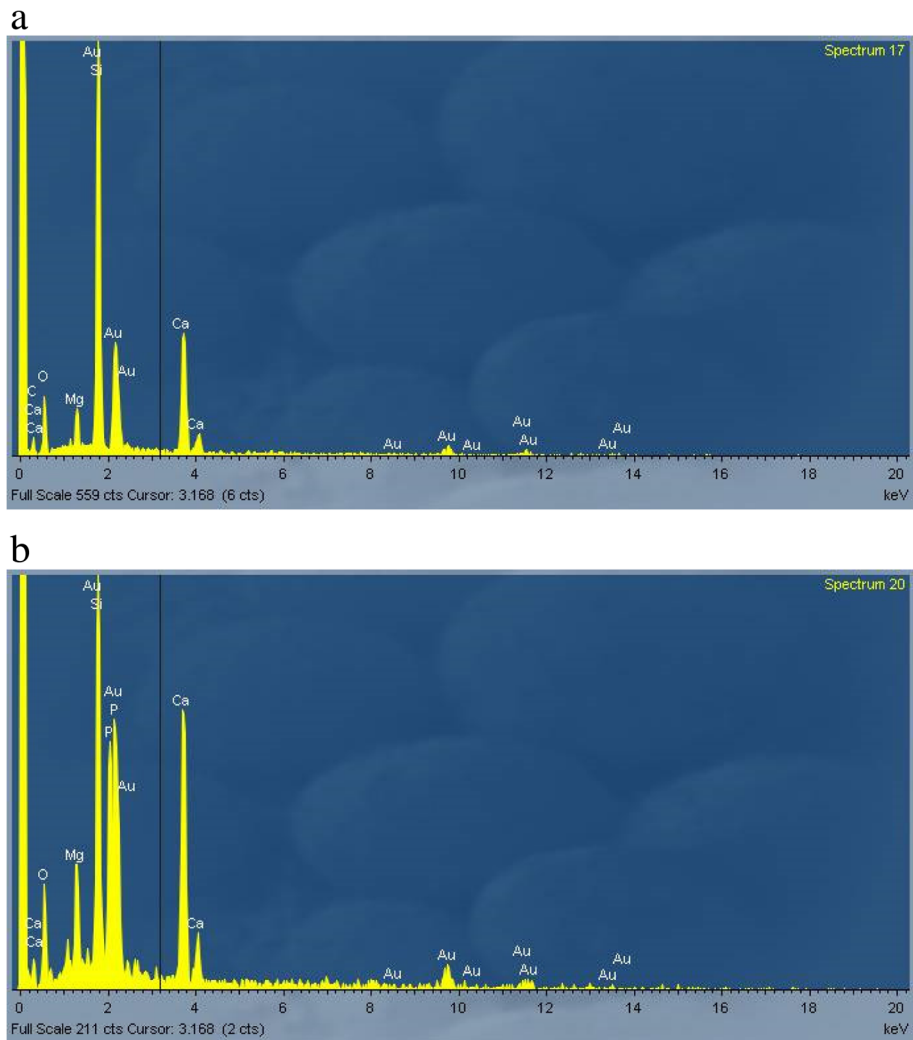 a
Spectrum 17
Au
Si
Au
Au
Ca
Ca
C
O
Ca
Ca
Mg
Au
Au
Au
Au
Au
Au
Au
0 2 4 6 8 10 12 14 16 18 20
Full Scale 559 cts Cursor: 3.168 (6 cts) keV
b
Spectrum 20
Au
Si
Au
P
P
Au
Ca
Ca
Mg
O
Ca
Ca
Au
Au
Au
Au
Au
Au
Au
0 2 4 6 8 10 12 14 16 18 20
Full Scale 211 cts Cursor: 3.168 (2 cts) keV